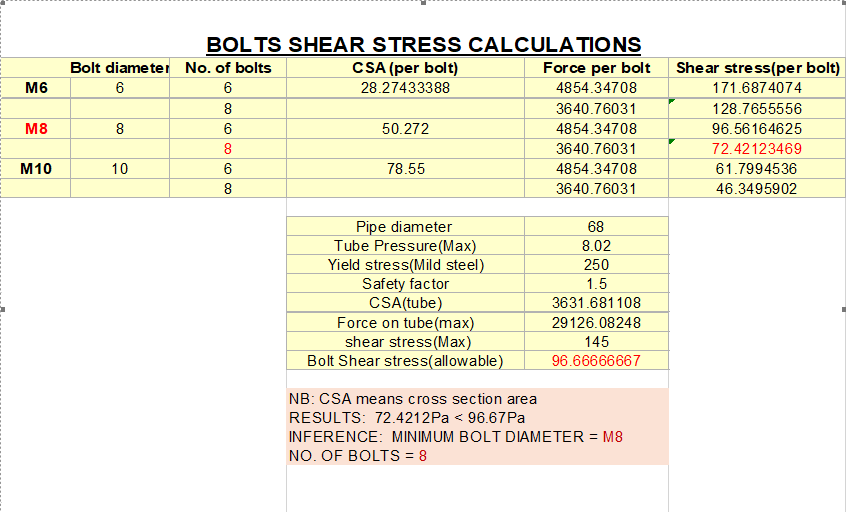 BOLTS SHEAR STRESS CALCULATIONS
Bolt diameter No. of bolts CSA (per bolt) Force per bolt Shear stress(per bolt)
M6 6 6 28.27433388 4854.34708 171.6874074
8 3640.76031 128.7655556
M8 8 6 50.272 4854.34708 96.56164625
8 3640.76031 72.42123469
M10 10 6 78.55 4854.34708 61.7994536
8 3640.76031 46.3495902
Pipe diameter 68
Tube Pressure(Max) 8.02
Yield stress(Mild steel) 250
Safety factor 1.5
CSA(tube) 3631.681108
Force on tube(max) 29126.08248
shear stress(Max) 145
Bolt Shear stress(allowable) 96.66666667
NB: CSA means cross section area
RESULTS: 72.4212Pa < 96.67Pa
INFERENCE: MINIMUM BOLT DIAMETER = M8
NO. OF BOLTS = 8